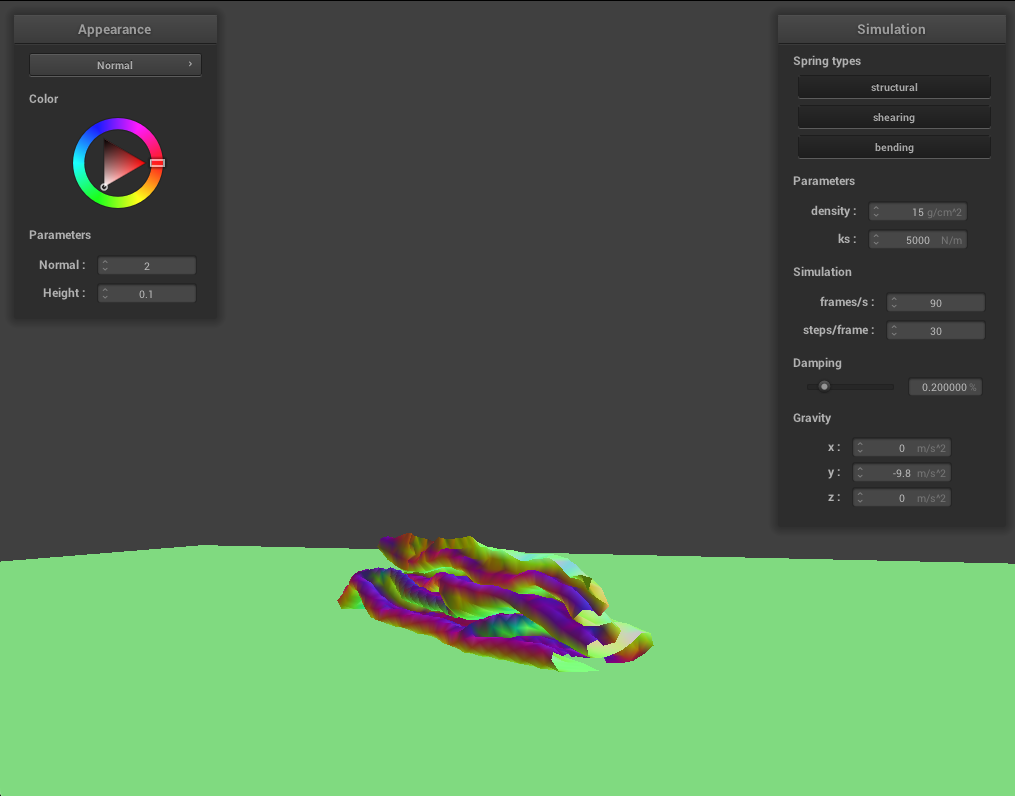 Appearance
Normal
Color
Parameters
Normal : 2
Height : 0.1
Simulation
Spring types
structural
shearing
bending
Parameters
density : 15 g/cm^2
ks : 5000 N/m
Simulation
frames/s : 90
steps/frame : 30
Damping
0.200000 %
Gravity
x : 0 m/s^2
y : -9.8 m/s^2
z : 0 m/s^2